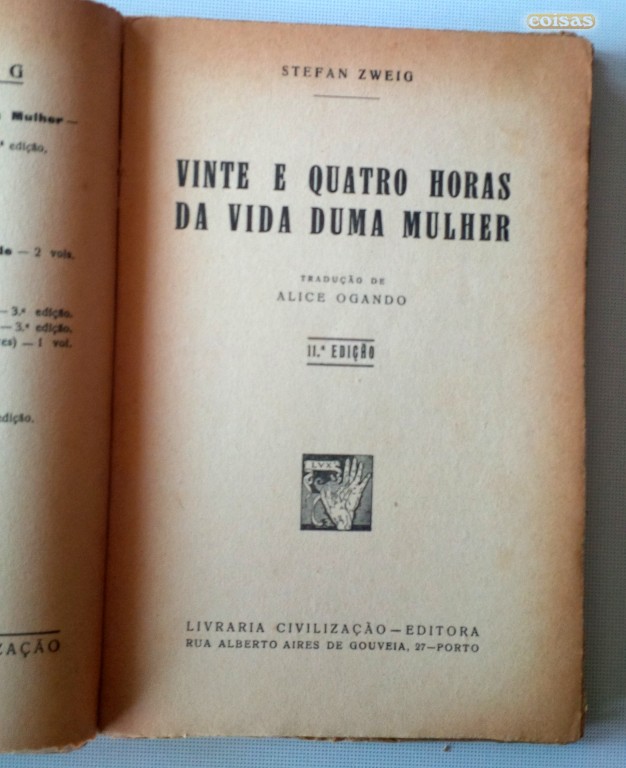 coisas
G
Mulher —
ª edição,
— 2 vols.
— 3.ª edição.
— 3.ª edição.
es) — 1 vol.
edição.
ZAÇÃO
STEFAN ZWEIG
VINTE E QUATRO HORAS
DA VIDA DUMA MULHER
TRADUÇÃO DE
ALICE OGANDO
11.ª EDIÇÃO
LVX
LIVRARIA CIVILIZAÇÃO — EDITORA
RUA ALBERTO AIRES DE GOUVEIA, 27 — PORTO